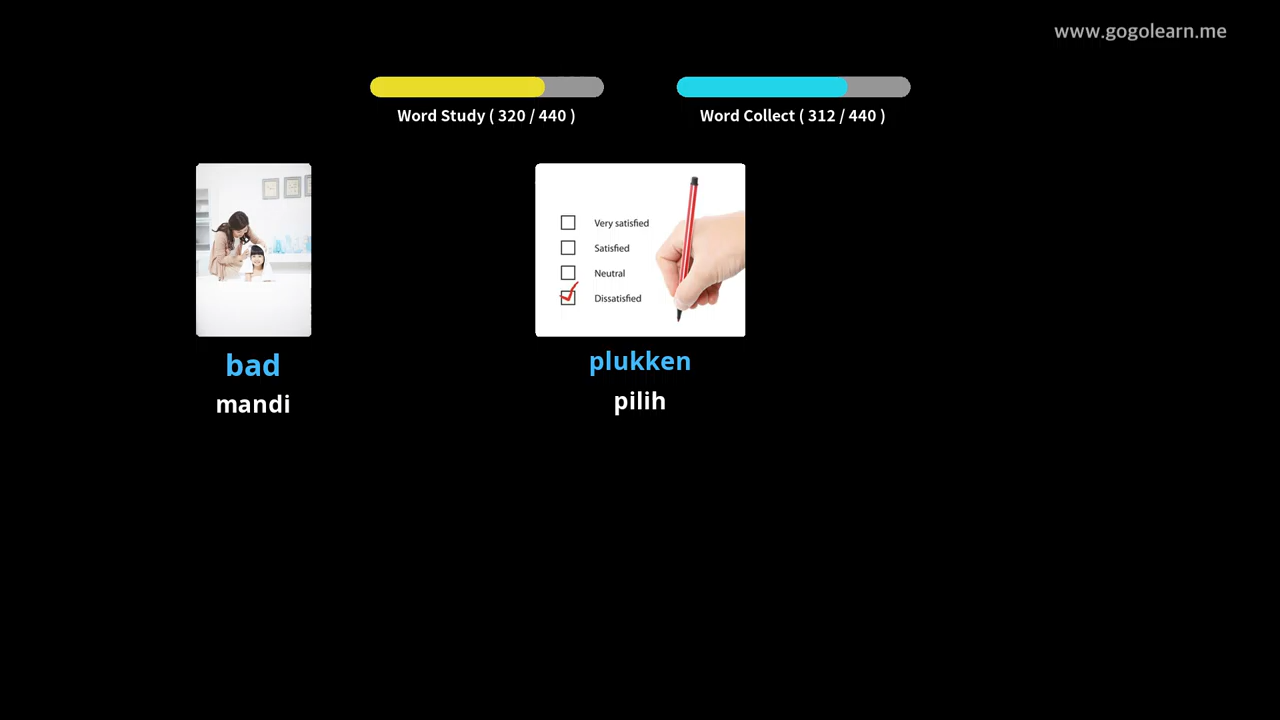 www.gogolearn.me
Word Study ( 320 / 440 )
Word Collect ( 312 / 440 )
Very satisfied
Satisfied
Neutral
Dissatisfied
bad
mandi
plukken
pilih